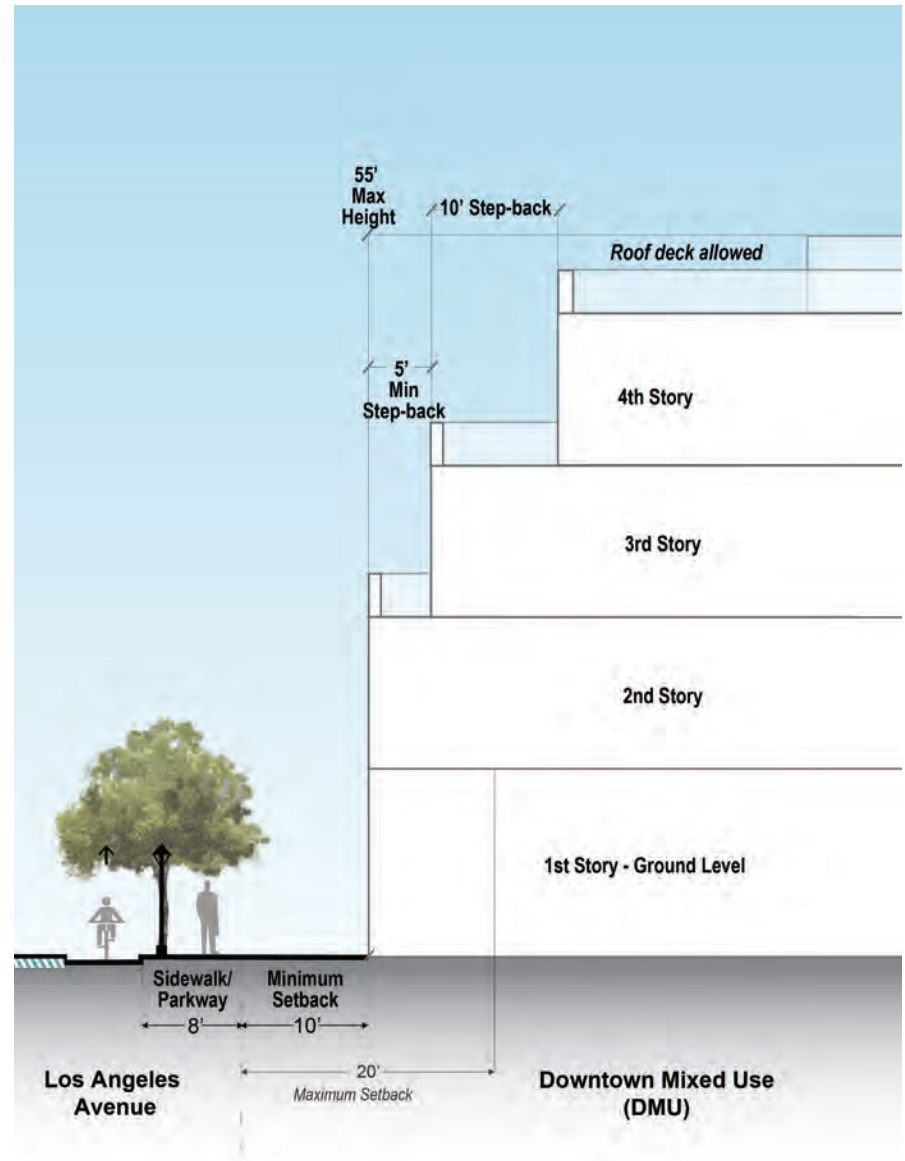 55'
Max
Height
10' Step-back
Roof deck allowed
5'
Min
Step-back
4th Story
3rd Story
2nd Story
1st Story - Ground Level
Sidewalk/
Parkway
8'
Minimum
Setback
10'
20'
Maximum Setback
Los Angeles
Avenue
Downtown Mixed Use
(DMU)